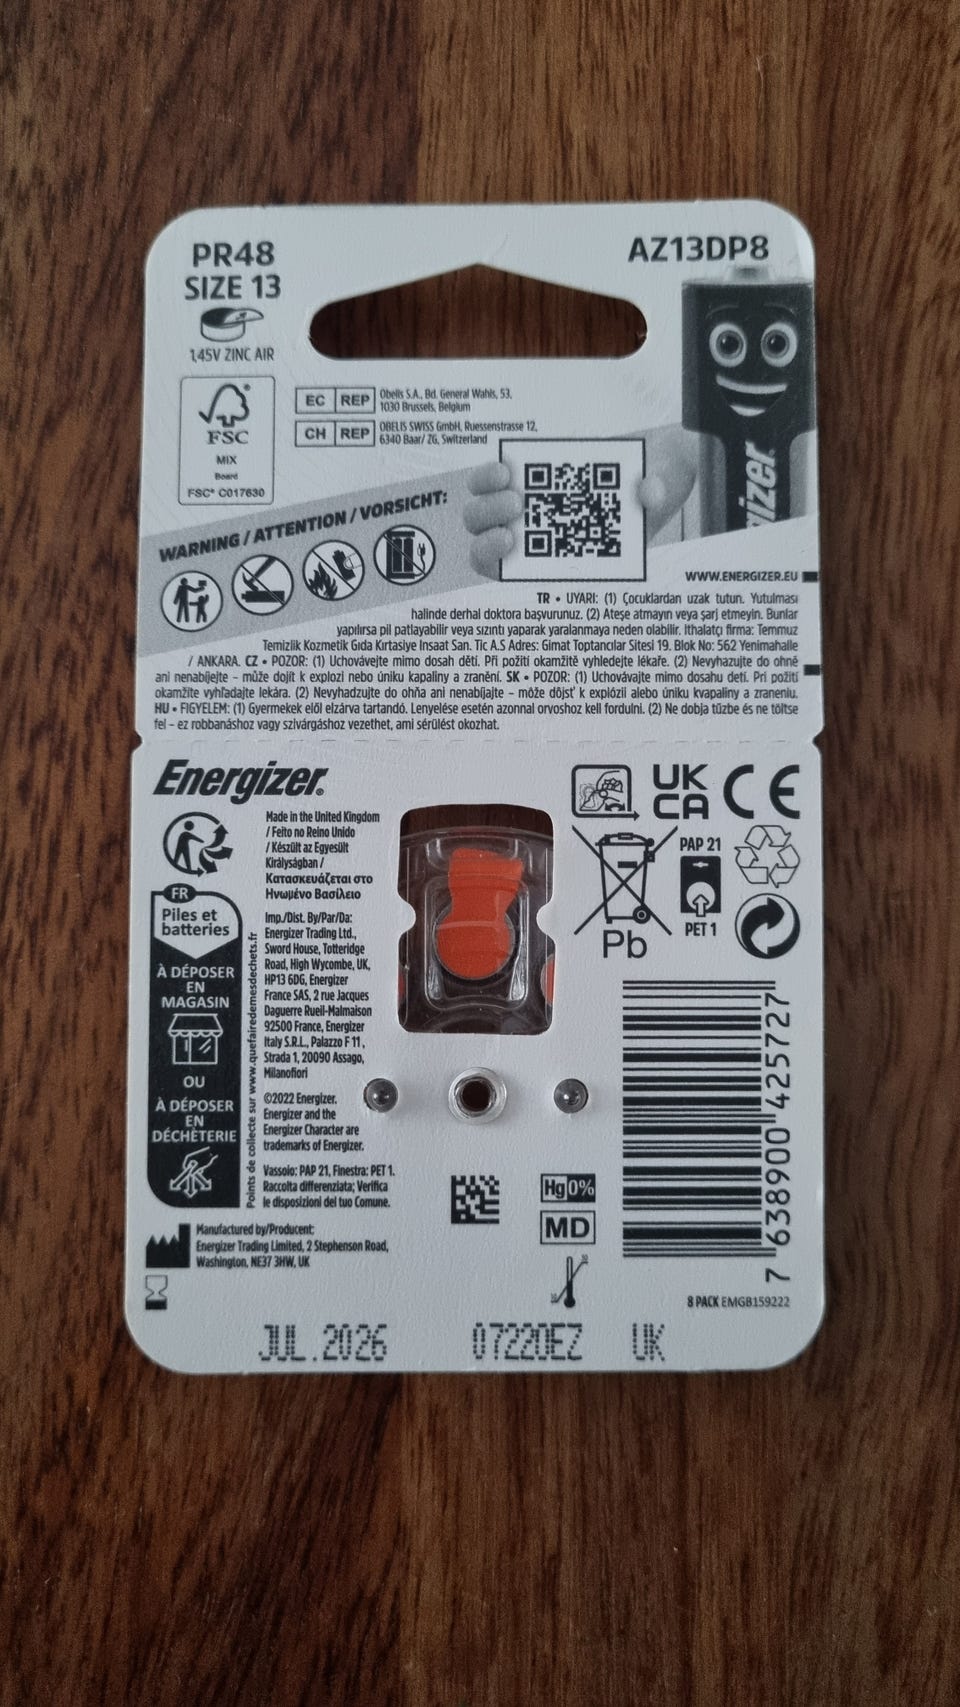 PR48
SIZE 13
AZ13DP8
1,45V ZINC AIR
FSC®
MIX
Board
FSC® C017630
EC REP
Obelis S.A., Bd. General Wahis, 53,
1030 Brussels, Belgium
CH REP
OBELIS SWISS GmbH, Ruessenstrasse 12,
6340 Baar/ ZG, Switzerland
WARNING / ATTENTION / VORSICHT:
WWW.ENERGIZER.EU
TR • UYARI: (1) Çocuklardan uzak tutun. Yutulması
halinde derhal doktora başvurunuz. (2) Ateşe atmayın veya şarj etmeyin. Bunlar
yapılırsa pil patlayabilir veya sızıntı yaparak yaralanmaya neden olabilir. Ithalatçı firma: Temmuz
Temizlik Kozmetik Gıda Kırtasiye Insaat San. Tic A.S Adres: Gimat Toptancılar Sitesi 19. Blok No: 562 Yenimahalle
/ ANKARA. CZ • POZOR: (1) Uchovávejte mimo dosah dětí. Při požití okamžitě vyhledejte lékaře. (2) Nevyhazujte do ohně
ani nenabíjejte – může dojít k explozi nebo úniku kapaliny a zranění. SK • POZOR: (1) Uchovávajte mimo dosahu detí. Pri požití
okamžite vyhľadajte lekára. (2) Nevyhadzujte do ohňa ani nenabíjajte – môže dôjsť k explózii alebo úniku kvapaliny a zraneniu.
HU • FIGYELEM: (1) Gyermekek elől elzárva tartandó. Lenyelése esetén azonnal orvoshoz kell fordulni. (2) Ne dobja tűzbe és ne töltse
fel – ez robbanáshoz vagy szivárgáshoz vezethet, ami sérülést okozhat.
Energizer®
Made in the United Kingdom
/ Feito no Reino Unido
/ Készült az Egyesült
Királyságban /
Κατασκευάζεται στο
Ηνωμένο Βασίλειο
Imp./Dist. By/Par/Da:
Energizer Trading Ltd.,
Sword House, Totteridge
Road, High Wycombe, UK,
HP13 6DG, Energizer
France SAS, 2 rue Jacques
Daguerre Rueil-Malmaison
92500 France, Energizer
Italy S.R.L., Palazzo F 11 ,
Strada 1, 20090 Assago,
Milanofiori
©2022 Energizer.
Energizer and the
Energizer Character are
trademarks of Energizer.
Vassoio: PAP 21, Finestra: PET 1.
Raccolta differenziata; Verifica
le disposizioni del tuo Comune.
FR
Piles et
batteries
À DÉPOSER
EN
MAGASIN
OU
À DÉPOSER
EN
DÉCHÈTERIE
Points de collecte sur www.quefairedemesdechets.fr
Manufactured by/Producent:
Energizer Trading Limited, 2 Stephenson Road,
Washington, NE37 3HW, UK
UK
CA
CE
PAP 21
PET 1
Pb
Hg 0%
MD
7 638900 425727
8 PACK EMGB159222
JUL.2026 0722DEZ UK